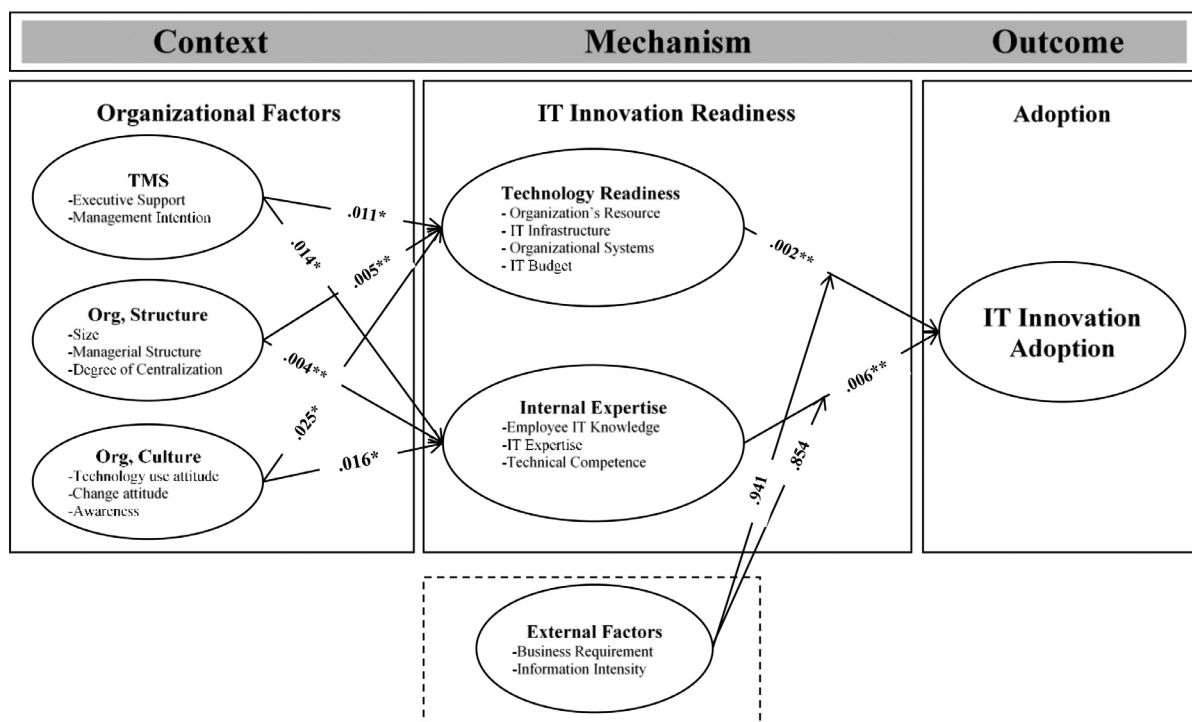 Context Mechanism Outcome
Organizational Factors
TMS
-Executive Support
-Management Intention
Org, Structure
-Size
-Managerial Structure
-Degree of Centralization
Org, Culture
-Technology use attitude
-Change attitude
-Awareness
.011*
.014*
.005**
.004**
.025*
.016*
IT Innovation Readiness
Technology Readiness
- Organization`s Resource
- IT Infrastructure
- Organizational Systems
- IT Budget
Internal Expertise
-Employee IT Knowledge
-IT Expertise
-Technical Competence
.002**
.006**
.941
.854
External Factors
-Business Requirement
-Information Intensity
Adoption
IT Innovation
Adoption